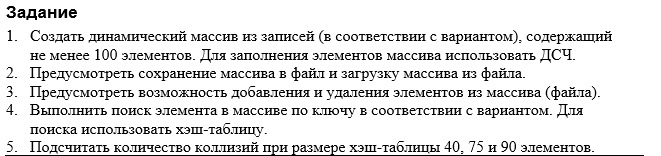 Задание
1. Создать динамический массив из записей (в соответствии с вариантом), содержащий
не менее 100 элементов. Для заполнения элементов массива использовать ДСЧ.
2. Предусмотреть сохранение массива в файл и загрузку массива из файла.
3. Предусмотреть возможность добавления и удаления элементов из массива (файла).
4. Выполнить поиск элемента в массиве по ключу в соответствии с вариантом. Для
поиска использовать хэш-таблицу.
5. Подсчитать количество коллизий при размере хэш-таблицы 40, 75 и 90 элементов.